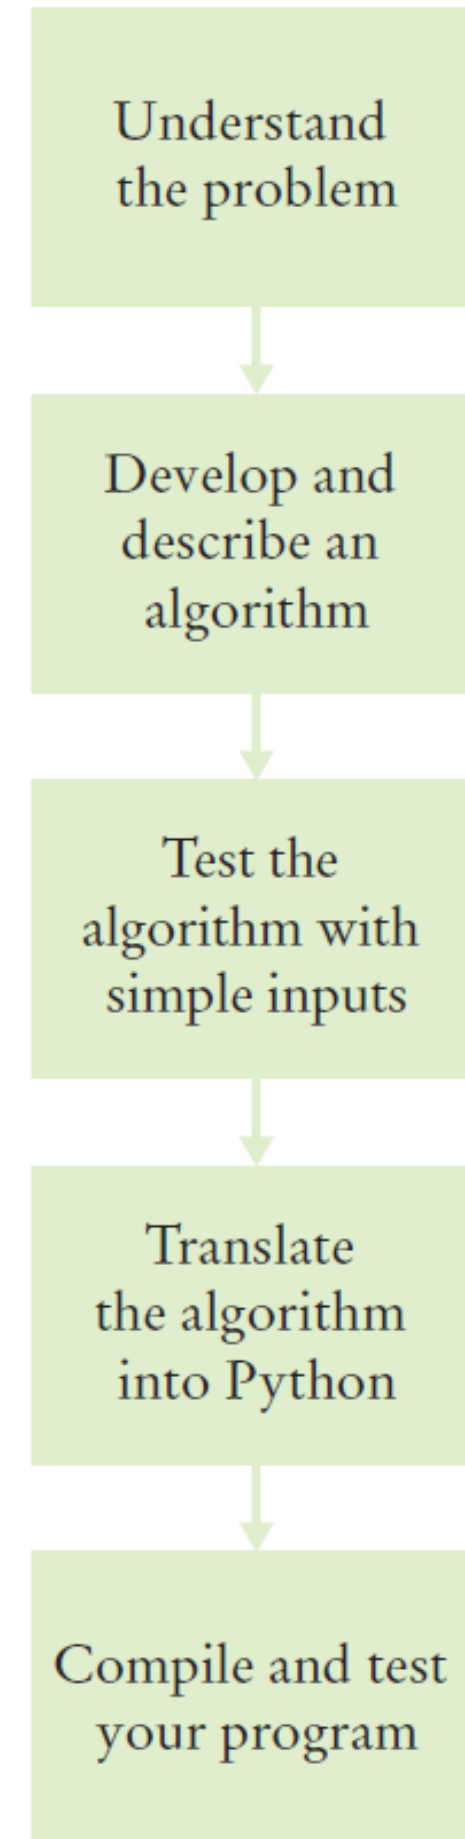 Understand
the problem
Develop and
describe an
algorithm
Test the
algorithm with
simple inputs
Translate
the algorithm
into Python
Compile and test
your program